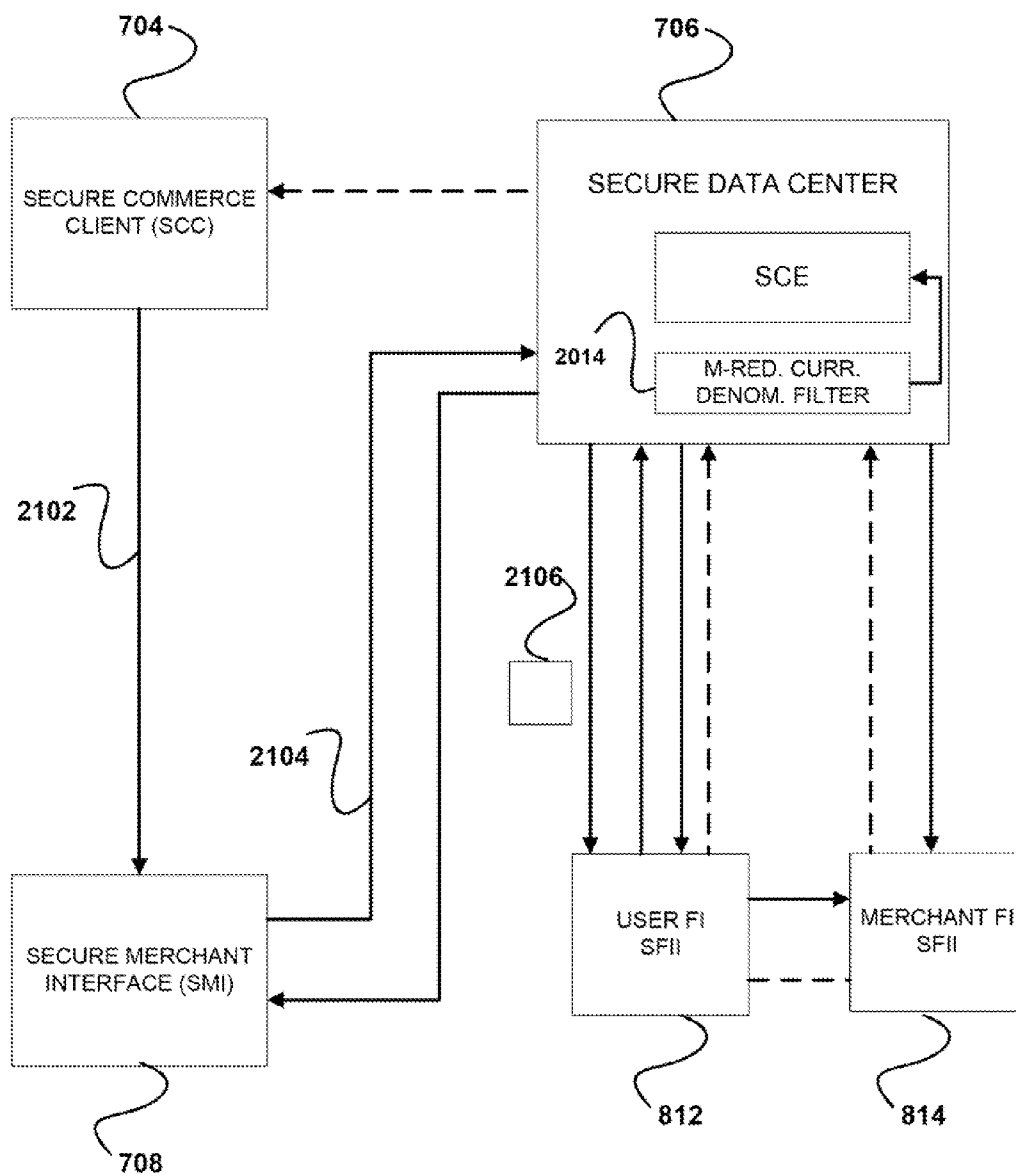 704
706
SECURE COMMERCE
CLIENT (SCC)
SECURE DATA CENTER
SCE
2014
M-RED. CURR.
DENOM. FILTER
2102
2106
2104
SECURE MERCHANT
INTERFACE (SMI)
USER FI
SFII
MERCHANT FI
SFII
812
814
708